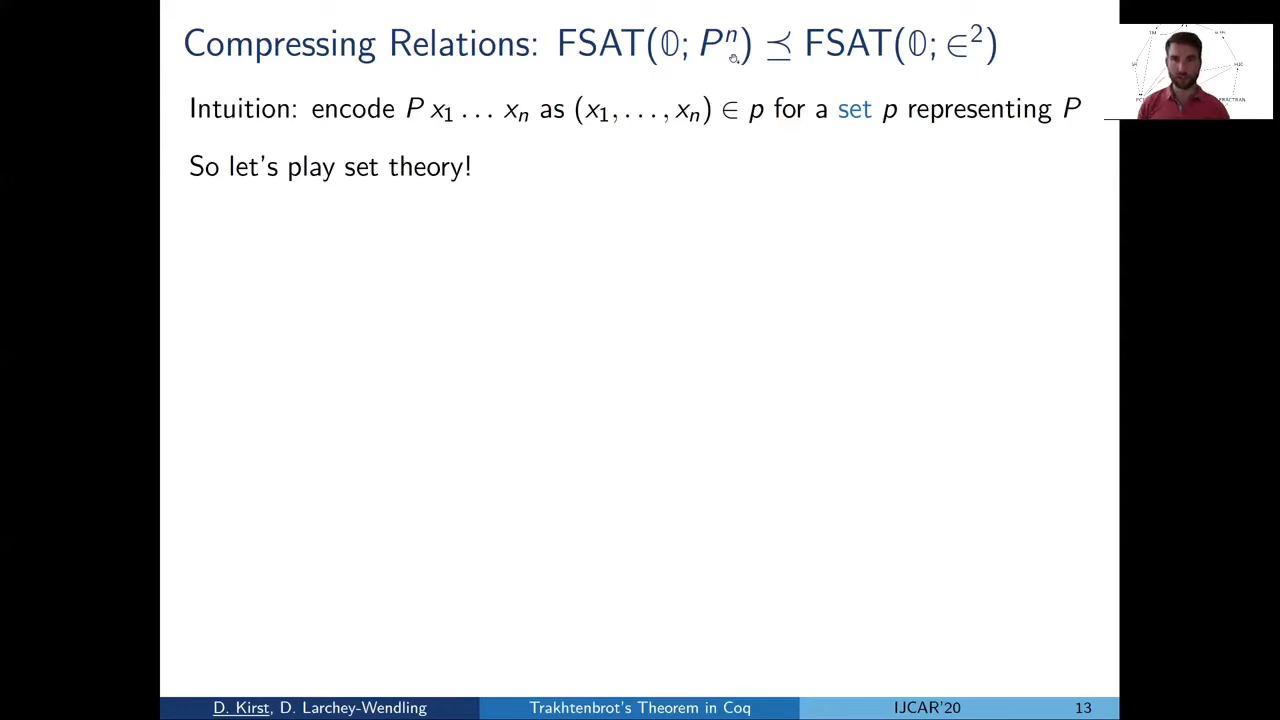 Compressing Relations: FSAT(𝟘; Pⁿ) ⪯ FSAT(𝟘; ∈²)
Intuition: encode P x₁ … xₙ as (x₁, …, xₙ) ∈ p for a set p representing P
So let's play set theory!
D. Kirst, D. Larchey-Wendling
Trakhtenbrot's Theorem in Coq
IJCAR'20
13